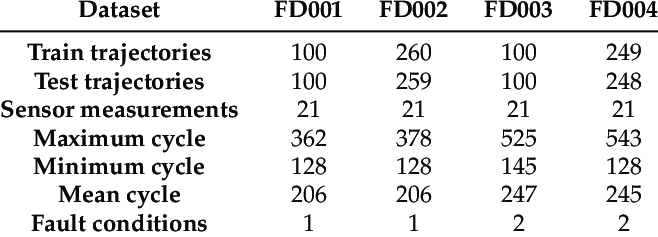 Dataset FD001 FD002 FD003 FD004
Train trajectories 100 260 100 249
Test trajectories 100 259 100 248
Sensor measurements 21 21 21 21
Maximum cycle 362 378 525 543
Minimum cycle 128 128 145 128
Mean cycle 206 206 247 245
Fault conditions 1 1 2 2